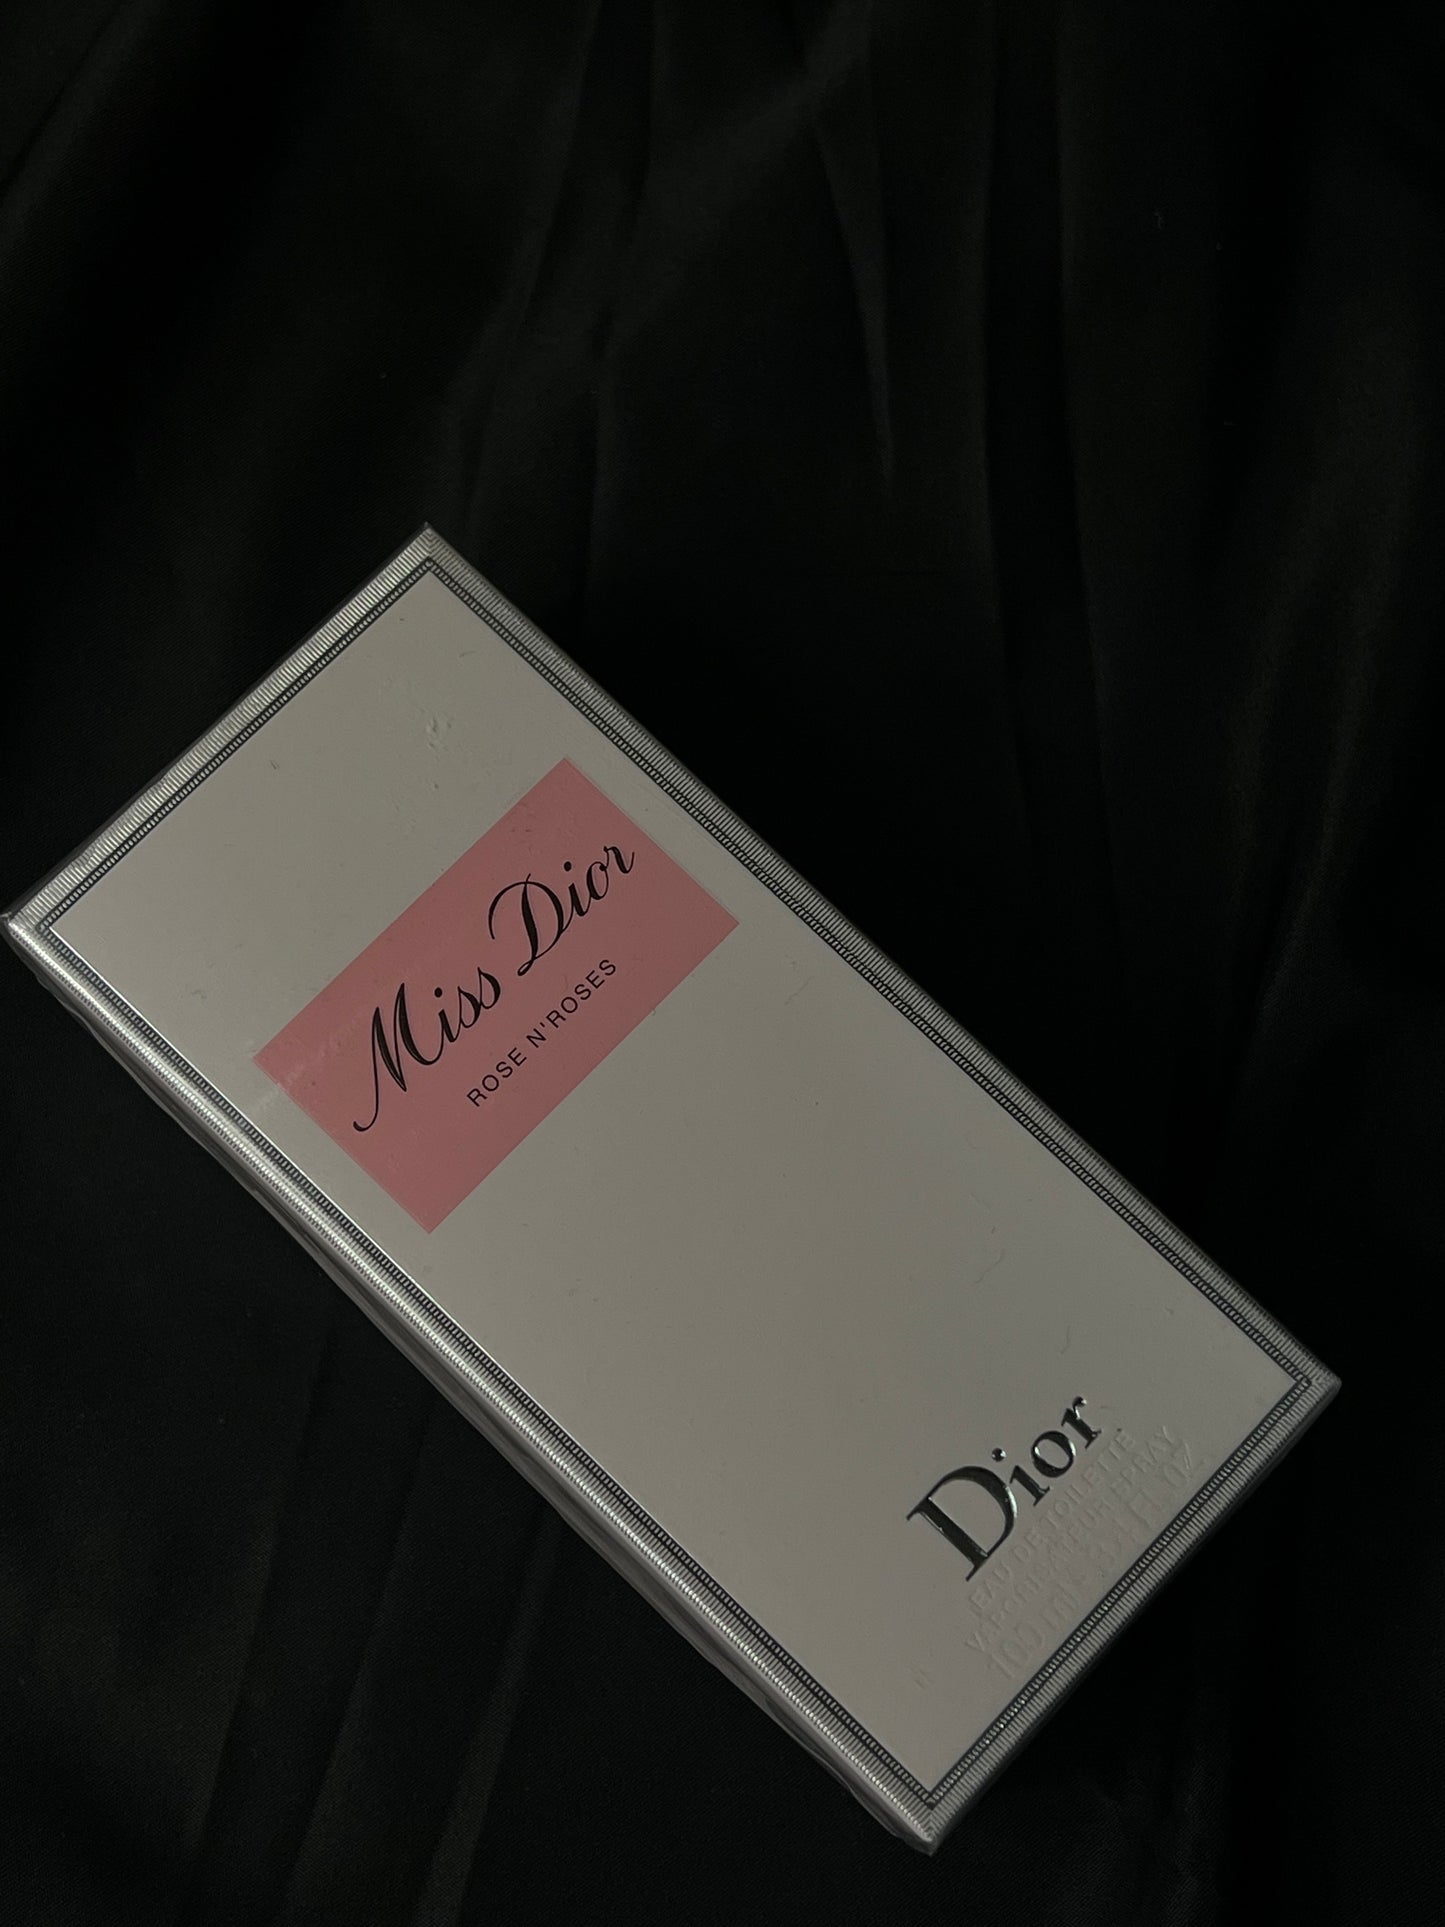 Miss Dior
ROSE N'ROSES
Dior
EAU DE TOILETTE
VAPORISATEUR SPRAY
100 ml ℮ 3.4 FL. OZ